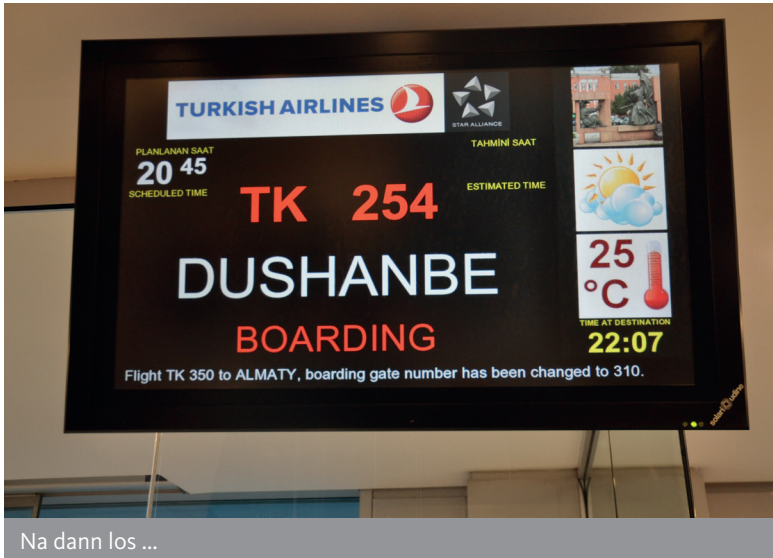 TURKISH AIRLINES
STAR ALLIANCE
PLANLANAN SAAT
20 45
SCHEDULED TIME
TAHMİNİ SAAT
ESTIMATED TIME
TK 254
DUSHANBE
BOARDING
25
°C
TIME AT DESTINATION
22:07
Flight TK 350 to ALMATY, boarding gate number has been changed to 310.
solari udine
Na dann los ...